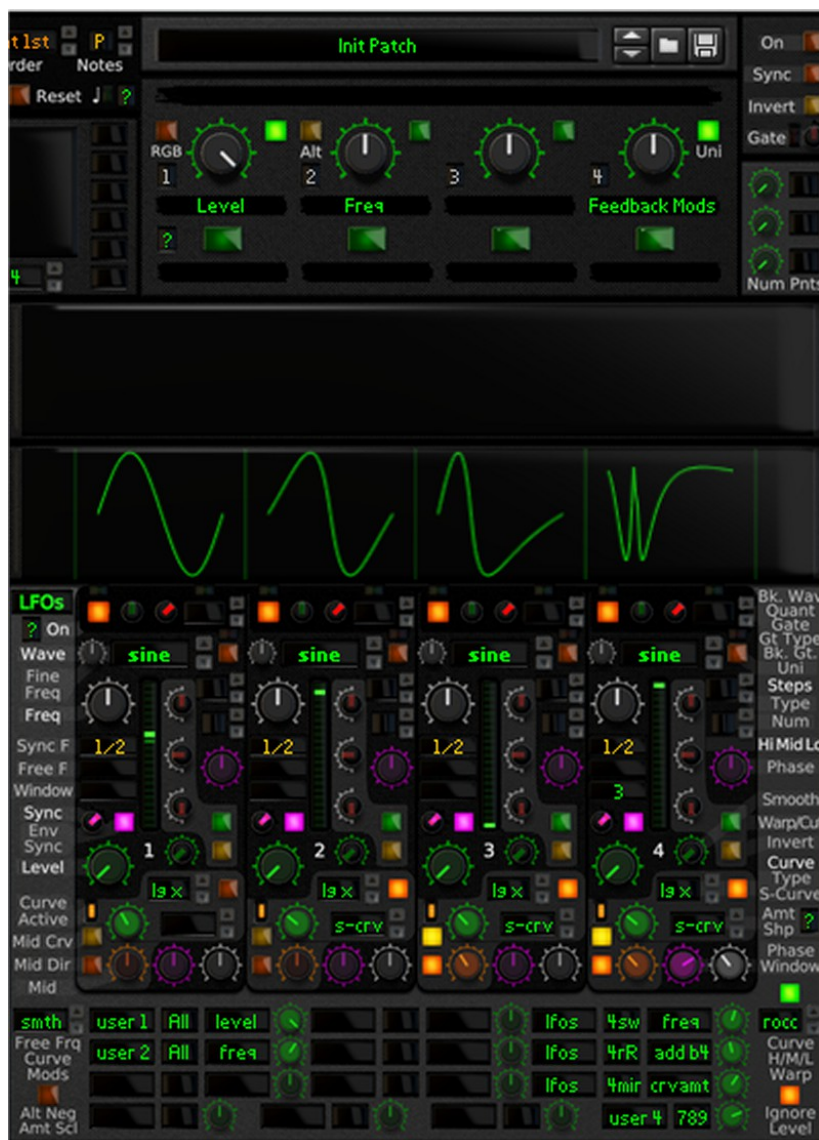 t 1st P
rder Notes
Reset ?
4
Init Patch
RGB Alt Uni
1 2 3 4
Level Freq Feedback Mods
?
On
Sync
Invert
Gate
Num Pnts
LFOs
? On
Wave
Fine
Freq
Freq
Sync F
Free F
Window
Sync
Env
Sync
Level
Curve
Active
Mid Crv
Mid Dir
Mid
sine sine sine sine
1/2 1/2 1/2 1/2
3
1 2 3 4
lg x lg x lg x lg x
s-crv s-crv s-crv
Bk. Wav
Quant
Gate
Gt Type
Bk. Gt.
Uni
Steps
Type
Num
Hi Mid Lo
Phase
Smooth
Warp/Cu
Invert
Curve
Type
S-Curve
Amt
Shp ?
Phase
Window
smth user 1 All level lfos 4sw freq rocc
Free Frq
Curve
Mods
user 2 All freq lfos 4rR add b4
Curve
H/M/L
Warp
lfos 4mir crvamt
Alt Neg
Amt Scl
user 4 789
Ignore
Level